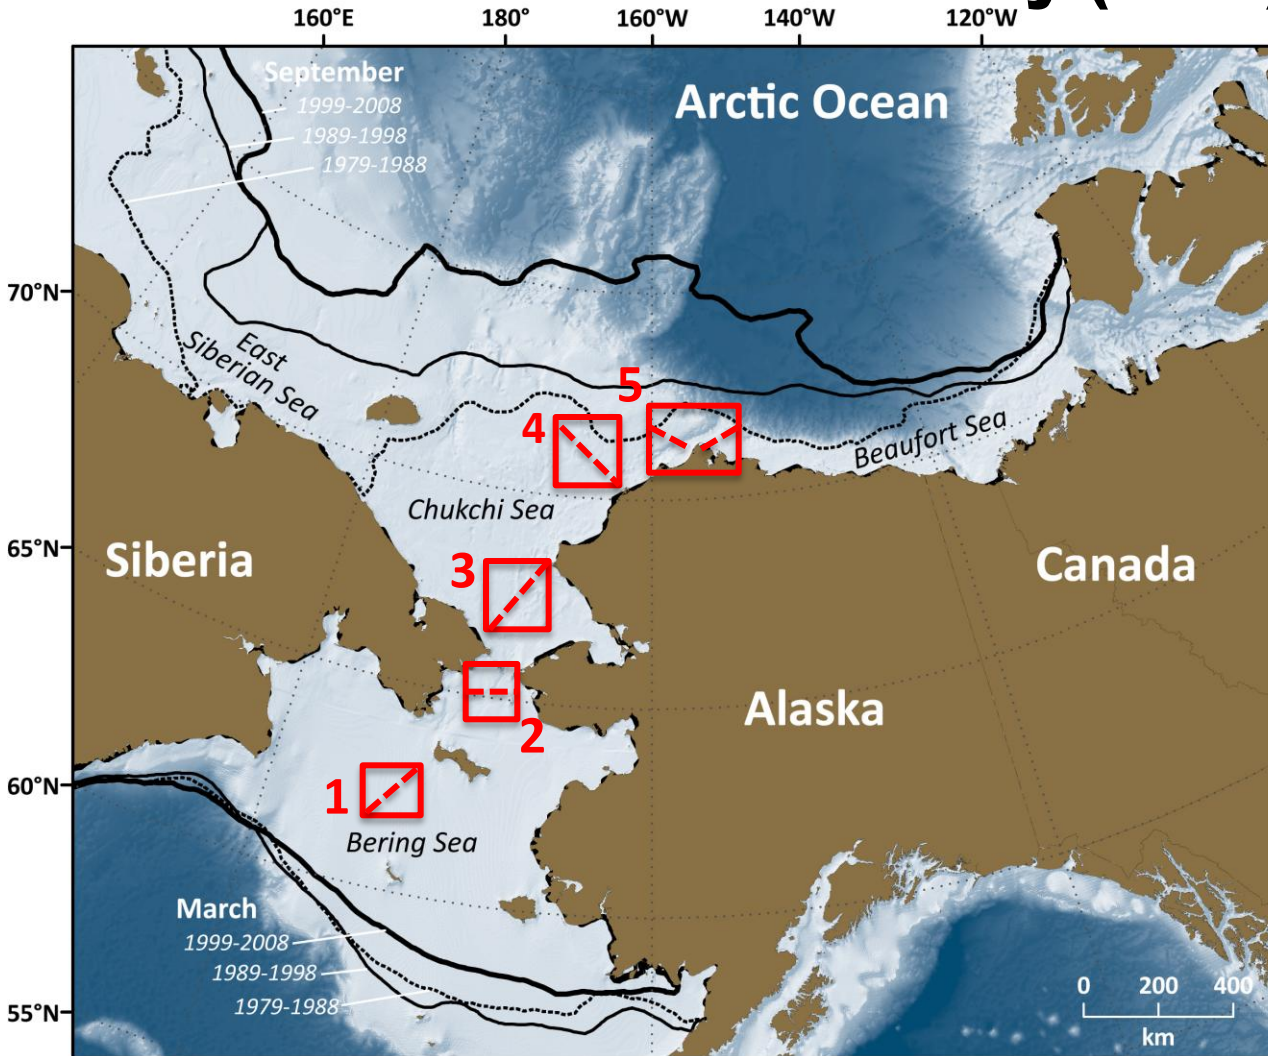 160°E
180°
160°W
140°W
120°W
September
1999-2008
1989-1998
1979-1988
Arctic Ocean
70°N
East
Siberian Sea
5
4
Beaufort Sea
Chukchi Sea
65°N
Siberia
3
Canada
Alaska
2
60°N
1
Bering Sea
March
1999-2008
1989-1998
1979-1988
0 200 400
km
55°N